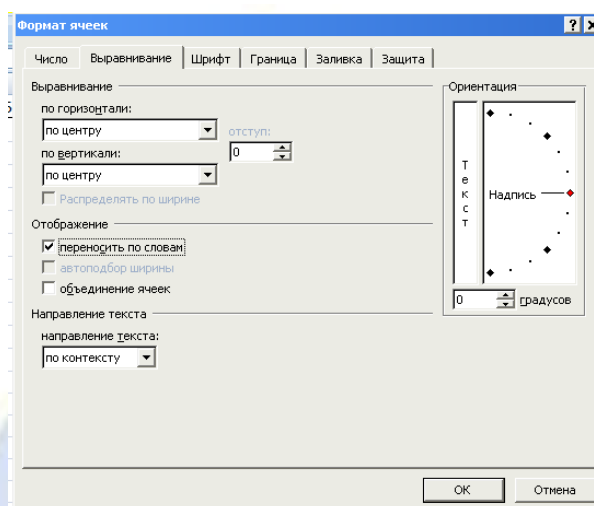 Формат ячеек
Число Выравнивание Шрифт Граница Заливка Защита
Выравнивание
по горизонтали:
по центру
отступ:
0
по вертикали:
по центру
Распределять по ширине
Отображение
переносить по словам
автоподбор ширины
объединение ячеек
Направление текста
направление текста:
по контексту
Ориентация
Текст
Надпись
0 градусов
ОК Отмена